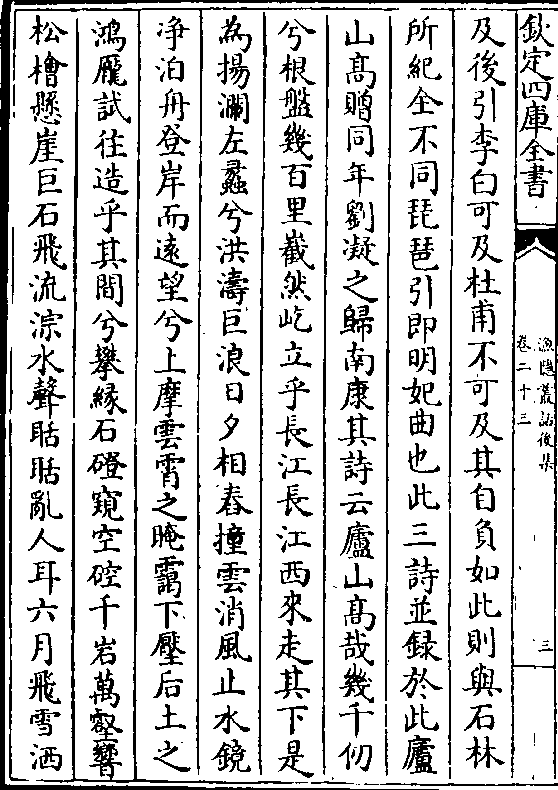 欽定四庫全書
漁隱叢話後集
卷二十三
三
及後引李白可及杜甫不可及其自負如此則與石林
所紀全不同琵琶引即明妃曲也此三詩並録於此廬
山髙贈同年劉凝之歸南康其詩云廬山髙哉幾千仞
兮根盤幾百里巀然屹立乎長江長江西來走其下是
為揚瀾左蠡兮洪濤巨浪日夕相舂撞雲消風止水鏡
净泊舟登岸而逺望兮上摩雲霄之晻靄下壓后土之
鴻厖試往造乎其間兮攀緣石磴窺空硿千岩萬壑響
松檜懸崖巨石飛流淙水聲聒聒亂人耳六月飛雪洒